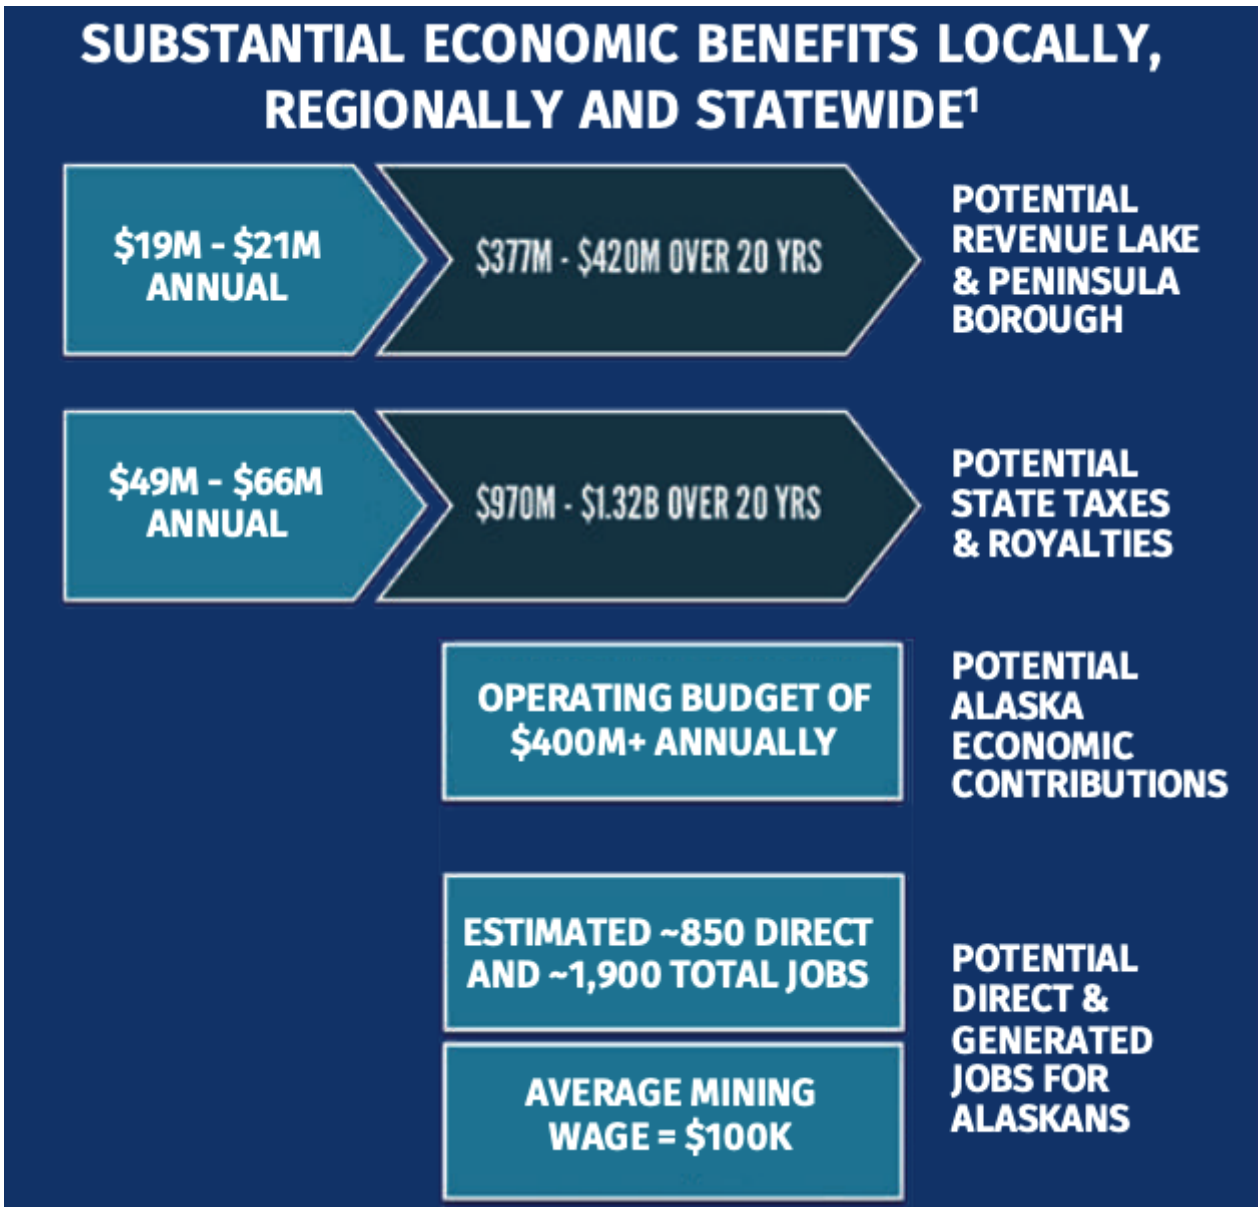 SUBSTANTIAL ECONOMIC BENEFITS LOCALLY,
REGIONALLY AND STATEWIDE¹
$19M - $21M
ANNUAL
$377M - $420M OVER 20 YRS
POTENTIAL
REVENUE LAKE
& PENINSULA
BOROUGH
$49M - $66M
ANNUAL
$970M - $1.32B OVER 20 YRS
POTENTIAL
STATE TAXES
& ROYALTIES
OPERATING BUDGET OF
$400M+ ANNUALLY
POTENTIAL
ALASKA
ECONOMIC
CONTRIBUTIONS
ESTIMATED ~850 DIRECT
AND ~1,900 TOTAL JOBS
AVERAGE MINING
WAGE = $100K
POTENTIAL
DIRECT &
GENERATED
JOBS FOR
ALASKANS